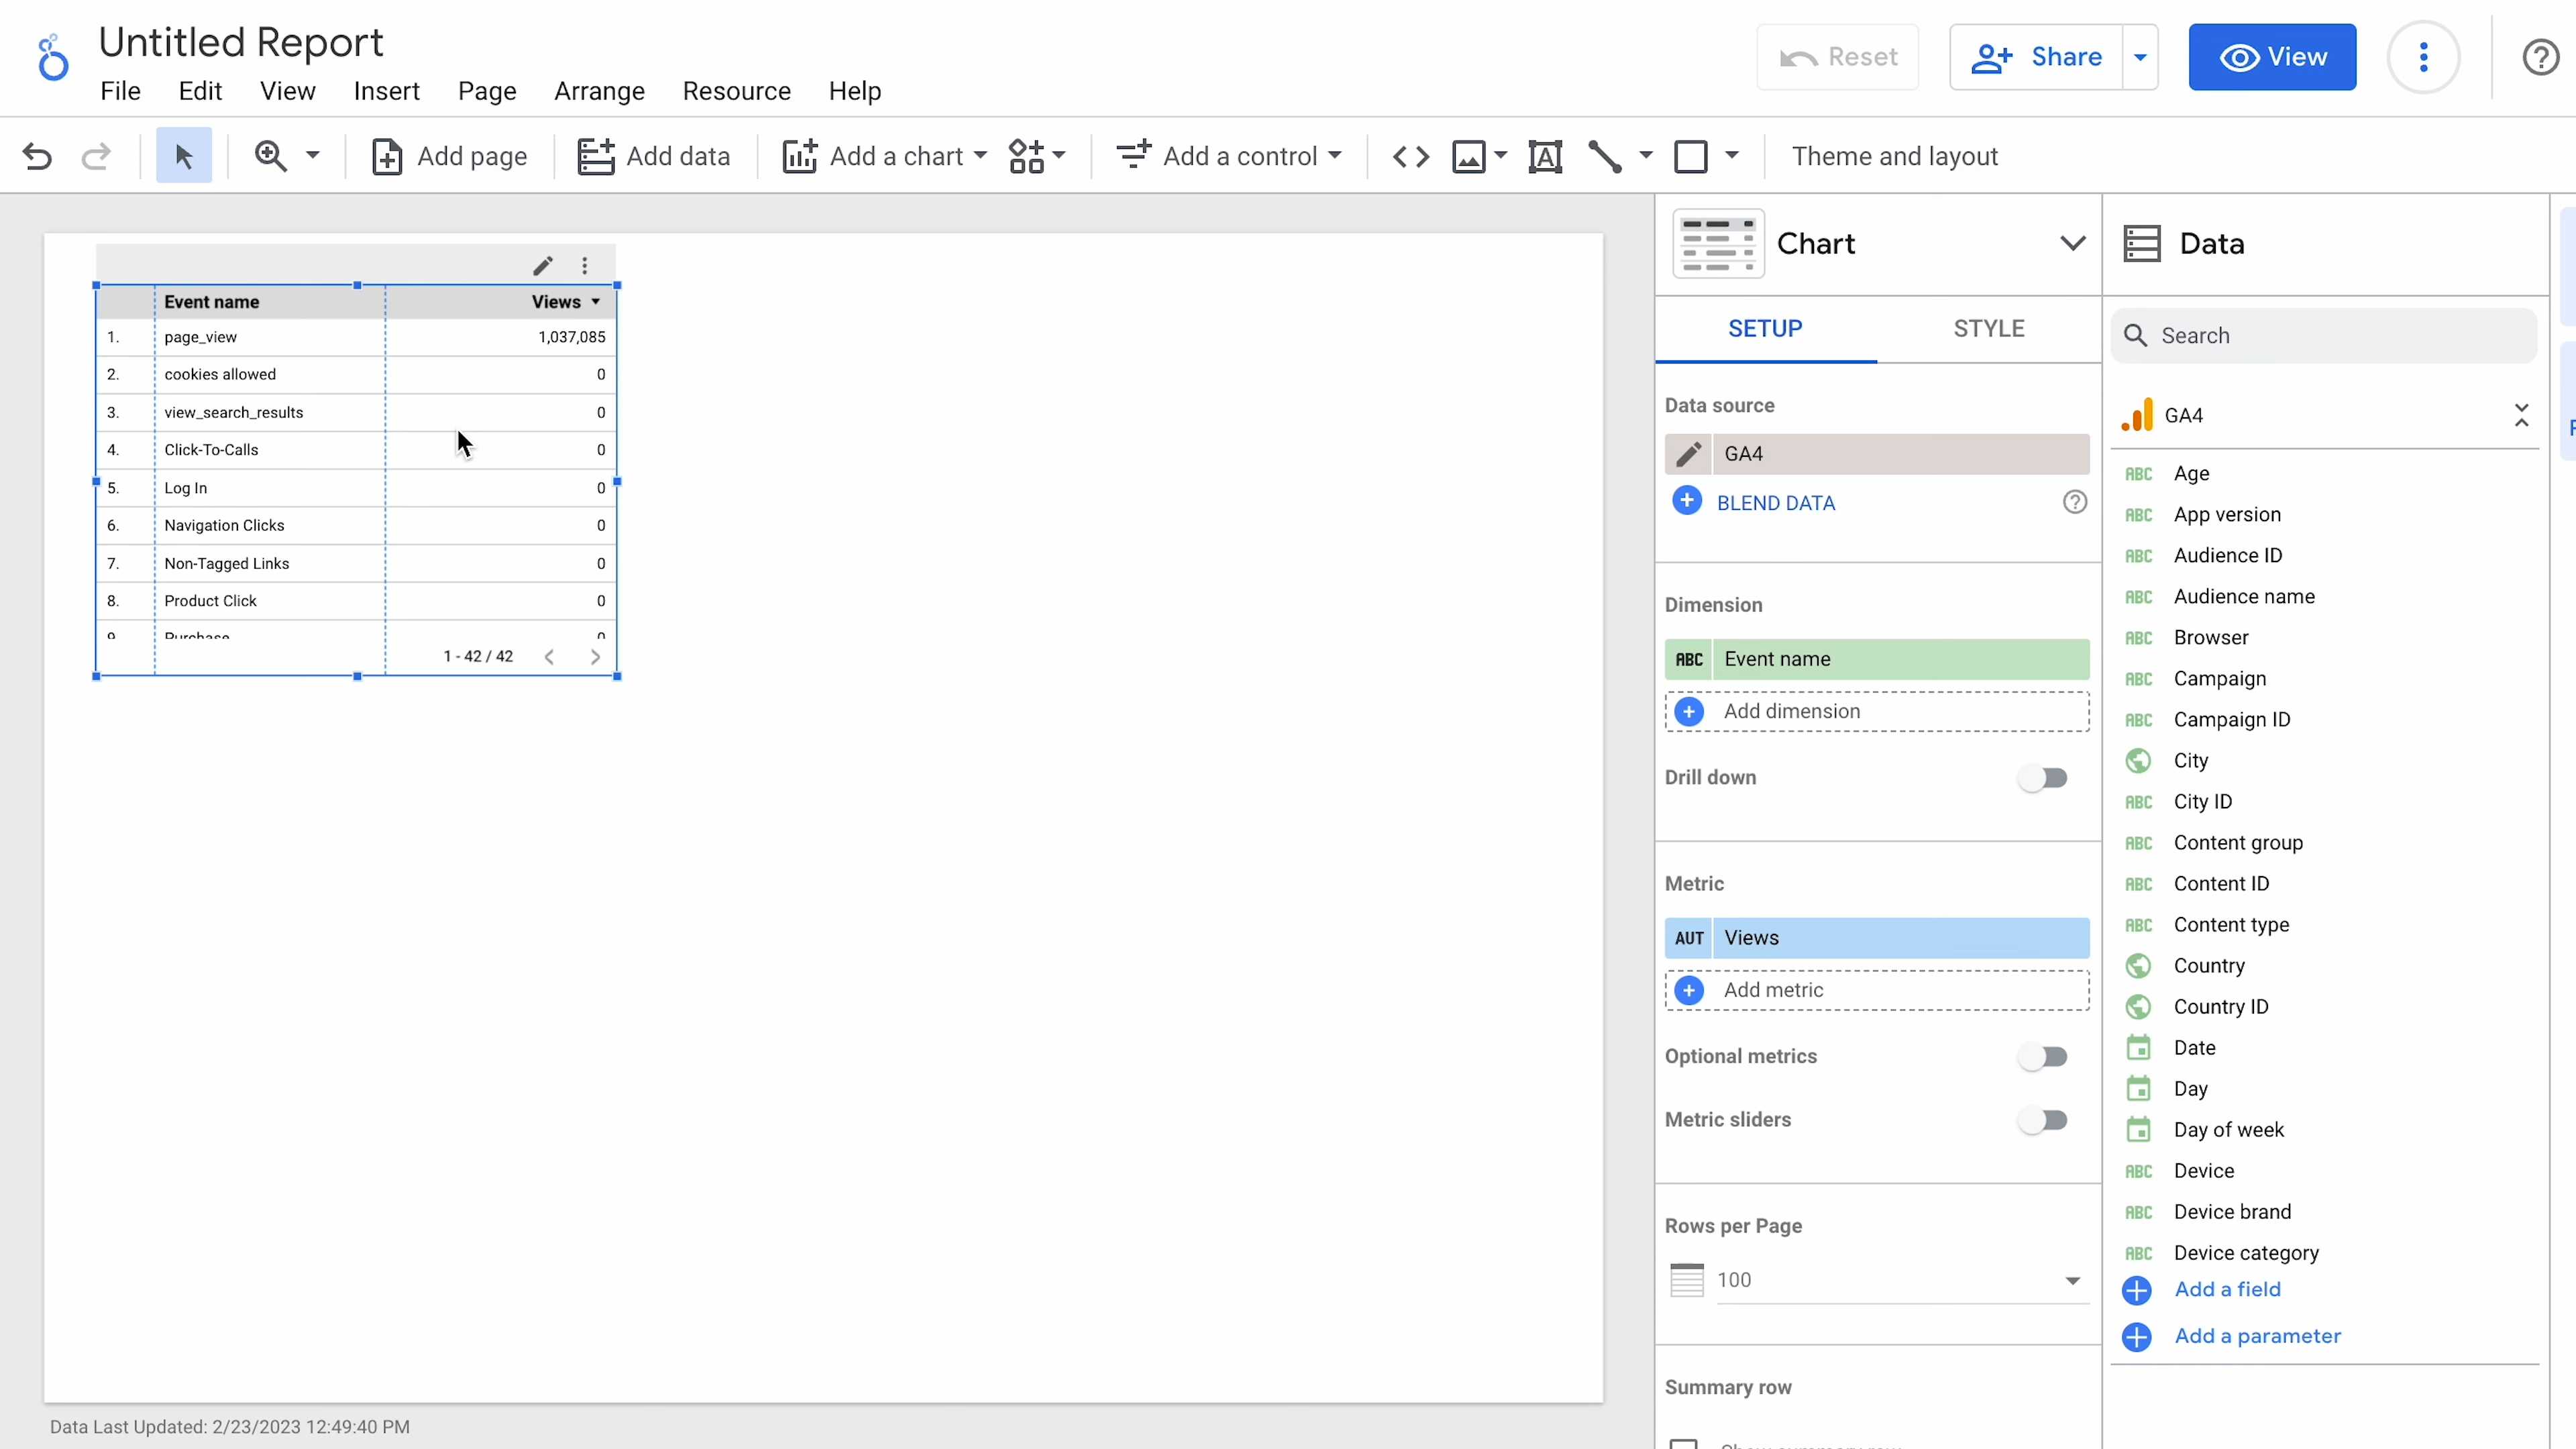 Untitled Report
File Edit View Insert Page Arrange Resource Help
Reset Share View
Add page Add data Add a chart Add a control Theme and layout
Event name Views
1. page_view 1,037,085
2. cookies allowed 0
3. view_search_results 0
4. Click-To-Calls 0
5. Log In 0
6. Navigation Clicks 0
7. Non-Tagged Links 0
8. Product Click 0
9. Purchase 0
1 - 42 / 42
Data Last Updated: 2/23/2023 12:49:40 PM
Chart
SETUP STYLE
Data source
GA4
BLEND DATA
Dimension
ABC Event name
Add dimension
Drill down
Metric
AUT Views
Add metric
Optional metrics
Metric sliders
Rows per Page
100
Summary row
Show summary row
Data
Search
GA4
ABC Age
ABC App version
ABC Audience ID
ABC Audience name
ABC Browser
ABC Campaign
ABC Campaign ID
City
ABC City ID
ABC Content group
ABC Content ID
ABC Content type
Country
Country ID
Date
Day
Day of week
ABC Device
ABC Device brand
ABC Device category
Add a field
Add a parameter